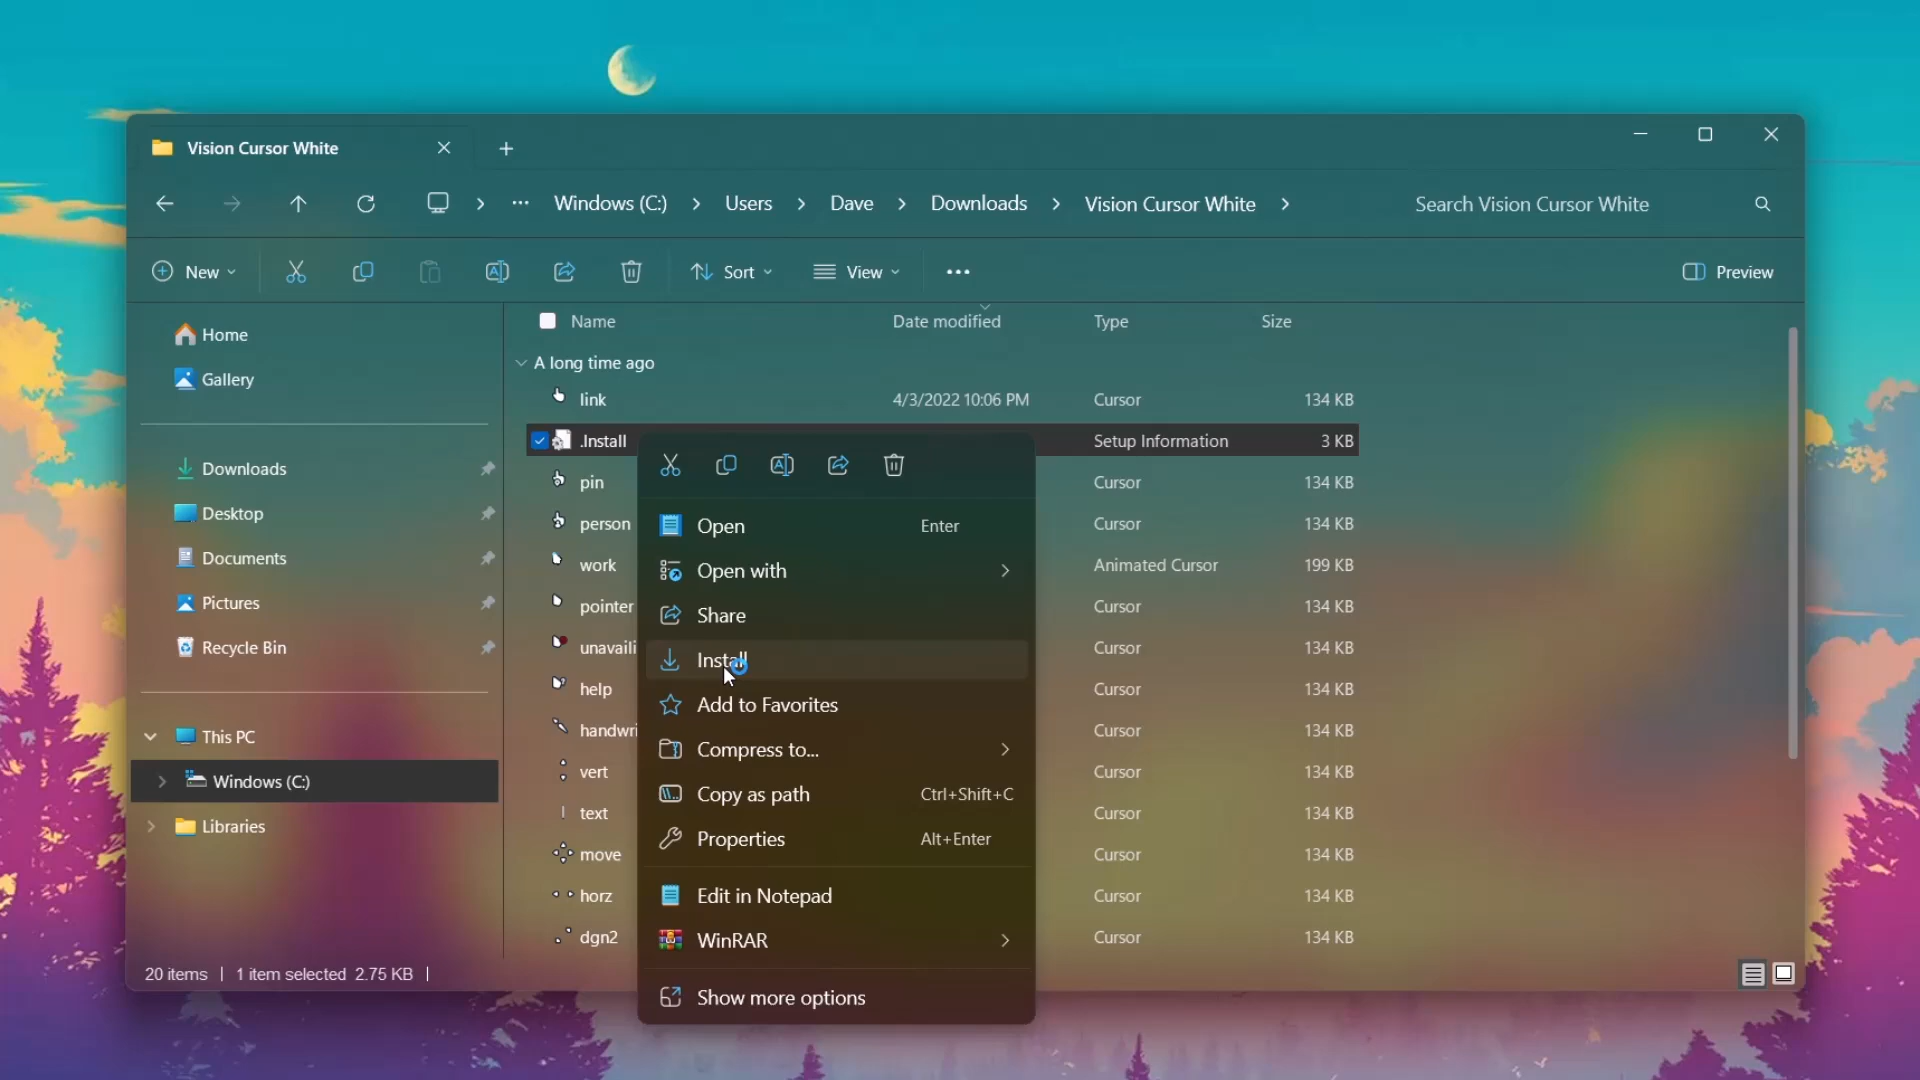 Vision Cursor White
Windows (C:) Users Dave Downloads Vision Cursor White Search Vision Cursor White
New Sort View Preview
Home
Gallery
Downloads
Desktop
Documents
Pictures
Recycle Bin
This PC
Windows (C:)
Libraries
Name Date modified Type Size
A long time ago
link 4/3/2022 10:06 PM Cursor 134 KB
.Install Setup Information 3 KB
pin Cursor 134 KB
person Cursor 134 KB
work Animated Cursor 199 KB
pointer Cursor 134 KB
unavaili Cursor 134 KB
help Cursor 134 KB
handwri Cursor 134 KB
vert Cursor 134 KB
text Cursor 134 KB
move Cursor 134 KB
horz Cursor 134 KB
dgn2 Cursor 134 KB
Open Enter
Open with
Share
Install
Add to Favorites
Compress to...
Copy as path Ctrl+Shift+C
Properties Alt+Enter
Edit in Notepad
WinRAR
Show more options
20 items | 1 item selected 2.75 KB |